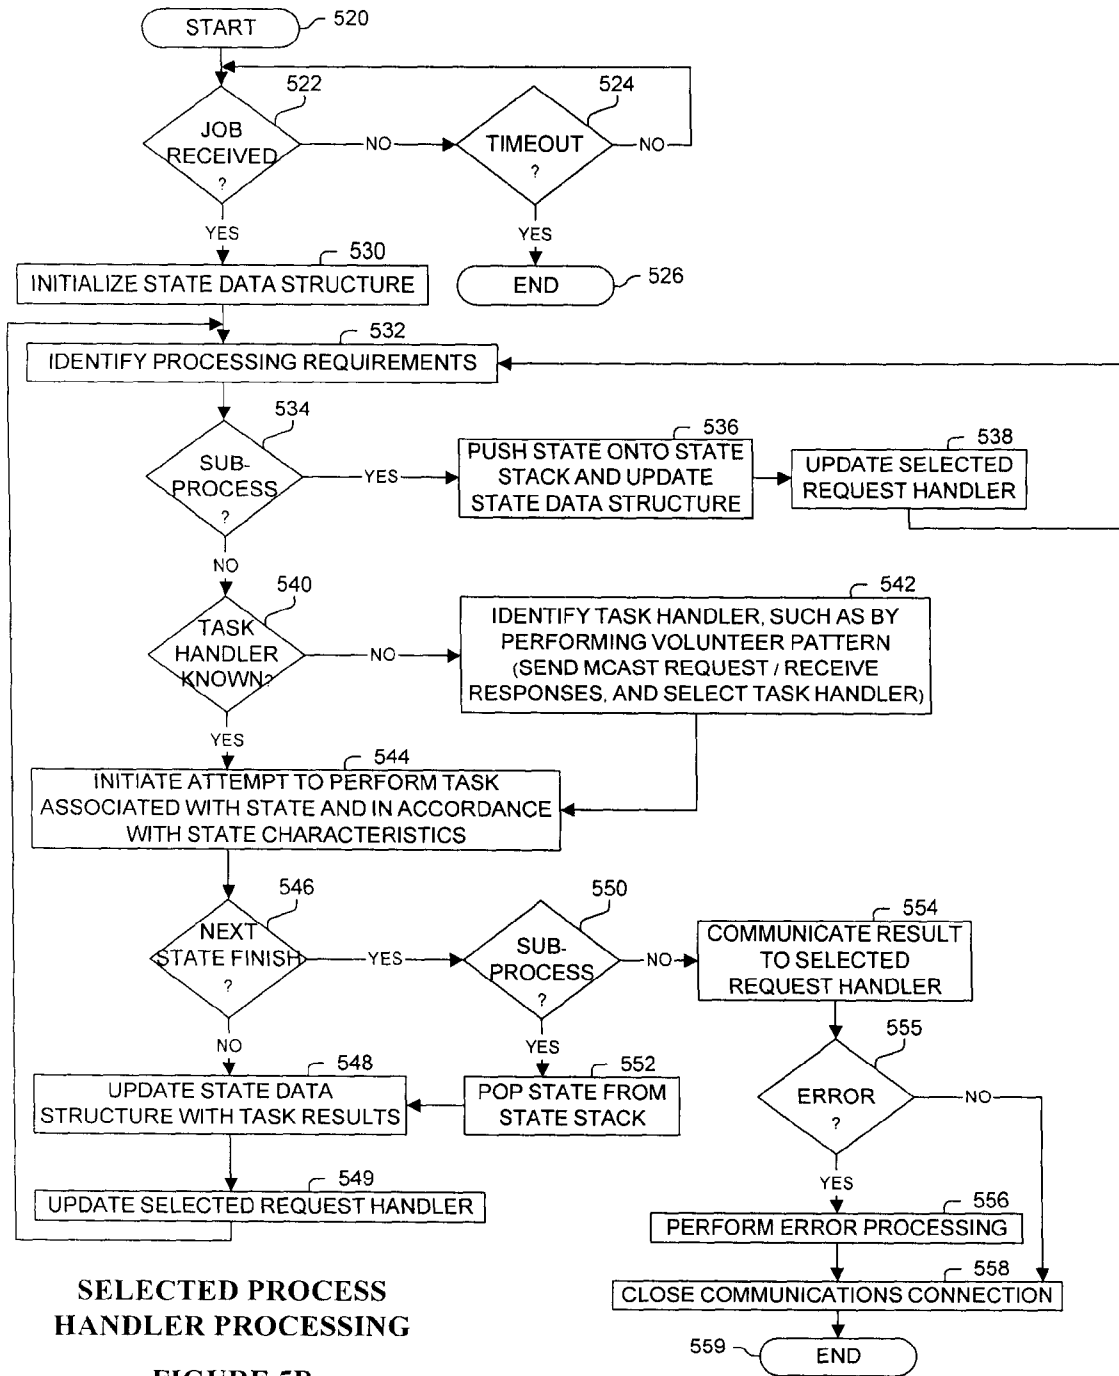 START
520
522
524
JOB
RECEIVED
?
NO
TIMEOUT
?
NO
YES
YES
530
INITIALIZE STATE DATA STRUCTURE
END
526
532
IDENTIFY PROCESSING REQUIREMENTS
534
SUB-
PROCESS
?
YES
536
PUSH STATE ONTO STATE
STACK AND UPDATE
STATE DATA STRUCTURE
538
UPDATE SELECTED
REQUEST HANDLER
NO
540
TASK
HANDLER
KNOWN?
NO
542
IDENTIFY TASK HANDLER, SUCH AS BY
PERFORMING VOLUNTEER PATTERN
(SEND MCAST REQUEST / RECEIVE
RESPONSES, AND SELECT TASK HANDLER)
YES
544
INITIATE ATTEMPT TO PERFORM TASK
ASSOCIATED WITH STATE AND IN ACCORDANCE
WITH STATE CHARACTERISTICS
546
NEXT
STATE FINISH
?
YES
550
SUB-
PROCESS
?
NO
554
COMMUNICATE RESULT
TO SELECTED
REQUEST HANDLER
NO
YES
548
UPDATE STATE DATA
STRUCTURE WITH TASK RESULTS
552
POP STATE FROM
STATE STACK
555
ERROR
?
NO
YES
549
UPDATE SELECTED REQUEST HANDLER
556
PERFORM ERROR PROCESSING
558
CLOSE COMMUNICATIONS CONNECTION
559
END
SELECTED PROCESS
HANDLER PROCESSING
FIGURE 5B